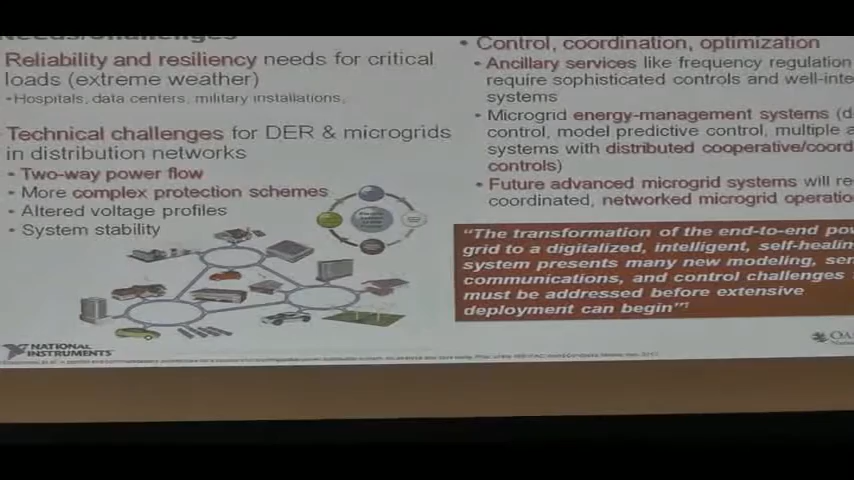 Needs/Challenges
Reliability and resiliency needs for critical
loads (extreme weather)
•Hospitals, data centers, military installations,
Technical challenges for DER & microgrids
in distribution networks
• Two-way power flow
• More complex protection schemes
• Altered voltage profiles
• System stability
NATIONAL
INSTRUMENTS
• Control, coordination, optimization
• Ancillary services like frequency regulation
require sophisticated controls and well-inte
systems
• Microgrid energy-management systems (d
control, model predictive control, multiple a
systems with distributed cooperative/coord
controls)
• Future advanced microgrid systems will re
coordinated, networked microgrid operatio
"The transformation of the end-to-end pow
grid to a digitalized, intelligent, self-healin
system presents many new modeling, sen
communications, and control challenges
must be addressed before extensive
deployment can begin"
OA